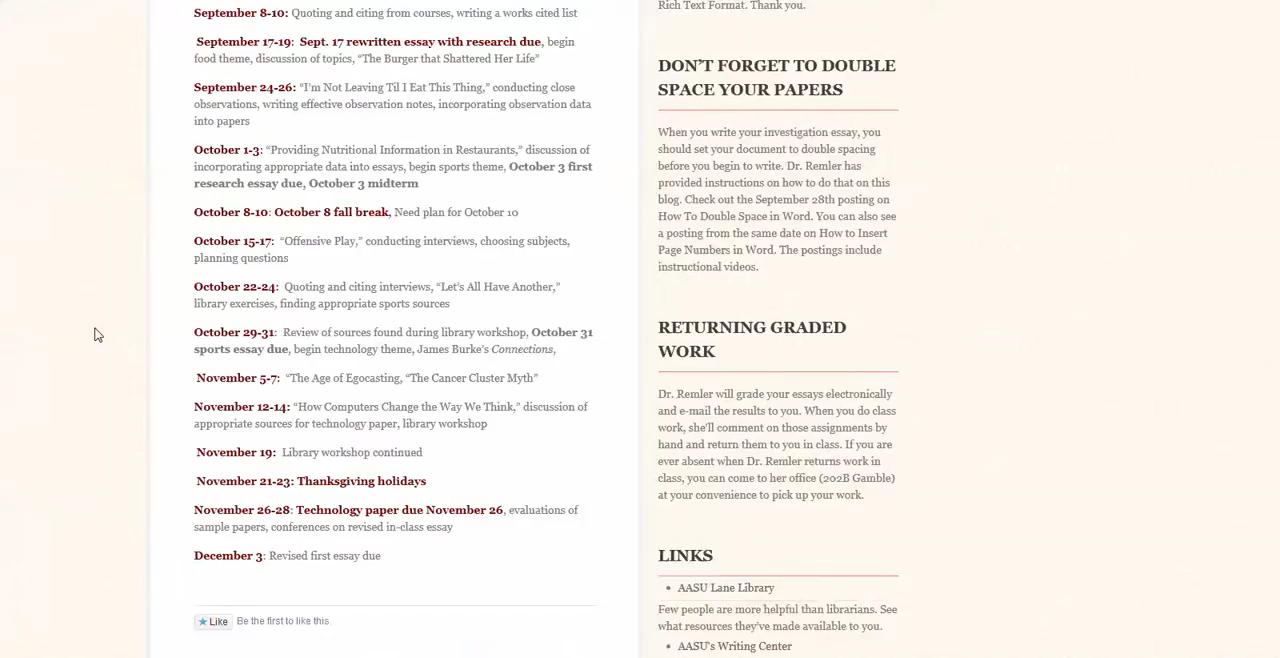 September 8-10: Quoting and citing from courses, writing a works cited list
September 17-19: Sept. 17 rewritten essay with research due, begin
food theme, discussion of topics, “The Burger that Shattered Her Life”
September 24-26: “I’m Not Leaving Til I Eat This Thing,” conducting close
observations, writing effective observation notes, incorporating observation data
into papers
October 1-3: “Providing Nutritional Information in Restaurants,” discussion of
incorporating appropriate data into essays, begin sports theme, October 3 first
research essay due, October 3 midterm
October 8-10: October 8 fall break, Need plan for October 10
October 15-17: “Offensive Play,” conducting interviews, choosing subjects,
planning questions
October 22-24: Quoting and citing interviews, “Let’s All Have Another,”
library exercises, finding appropriate sports sources
October 29-31: Review of sources found during library workshop, October 31
sports essay due, begin technology theme, James Burke’s Connections,
November 5-7: “The Age of Egocasting, “The Cancer Cluster Myth”
November 12-14: “How Computers Change the Way We Think,” discussion of
appropriate sources for technology paper, library workshop
November 19: Library workshop continued
November 21-23: Thanksgiving holidays
November 26-28: Technology paper due November 26, evaluations of
sample papers, conferences on revised in-class essay
December 3: Revised first essay due
Like Be the first to like this.
Rich Text Format. Thank you.
DON’T FORGET TO DOUBLE
SPACE YOUR PAPERS
When you write your investigation essay, you
should set your document to double spacing
before you begin to write. Dr. Remler has
provided instructions on how to do that on this
blog. Check out the September 28th posting on
How To Double Space in Word. You can also see
a posting from the same date on How to Insert
Page Numbers in Word. The postings include
instructional videos.
RETURNING GRADED
WORK
Dr. Remler will grade your essays electronically
and e-mail the results to you. When you do class
work, she’ll comment on those assignments by
hand and return them to you in class. If you are
ever absent when Dr. Remler returns work in
class, you can come to her office (202B Gamble)
at your convenience to pick up your work.
LINKS
• AASU Lane Library
Few people are more helpful than librarians. See
what resources they’ve made available to you.
• AASU’s Writing Center